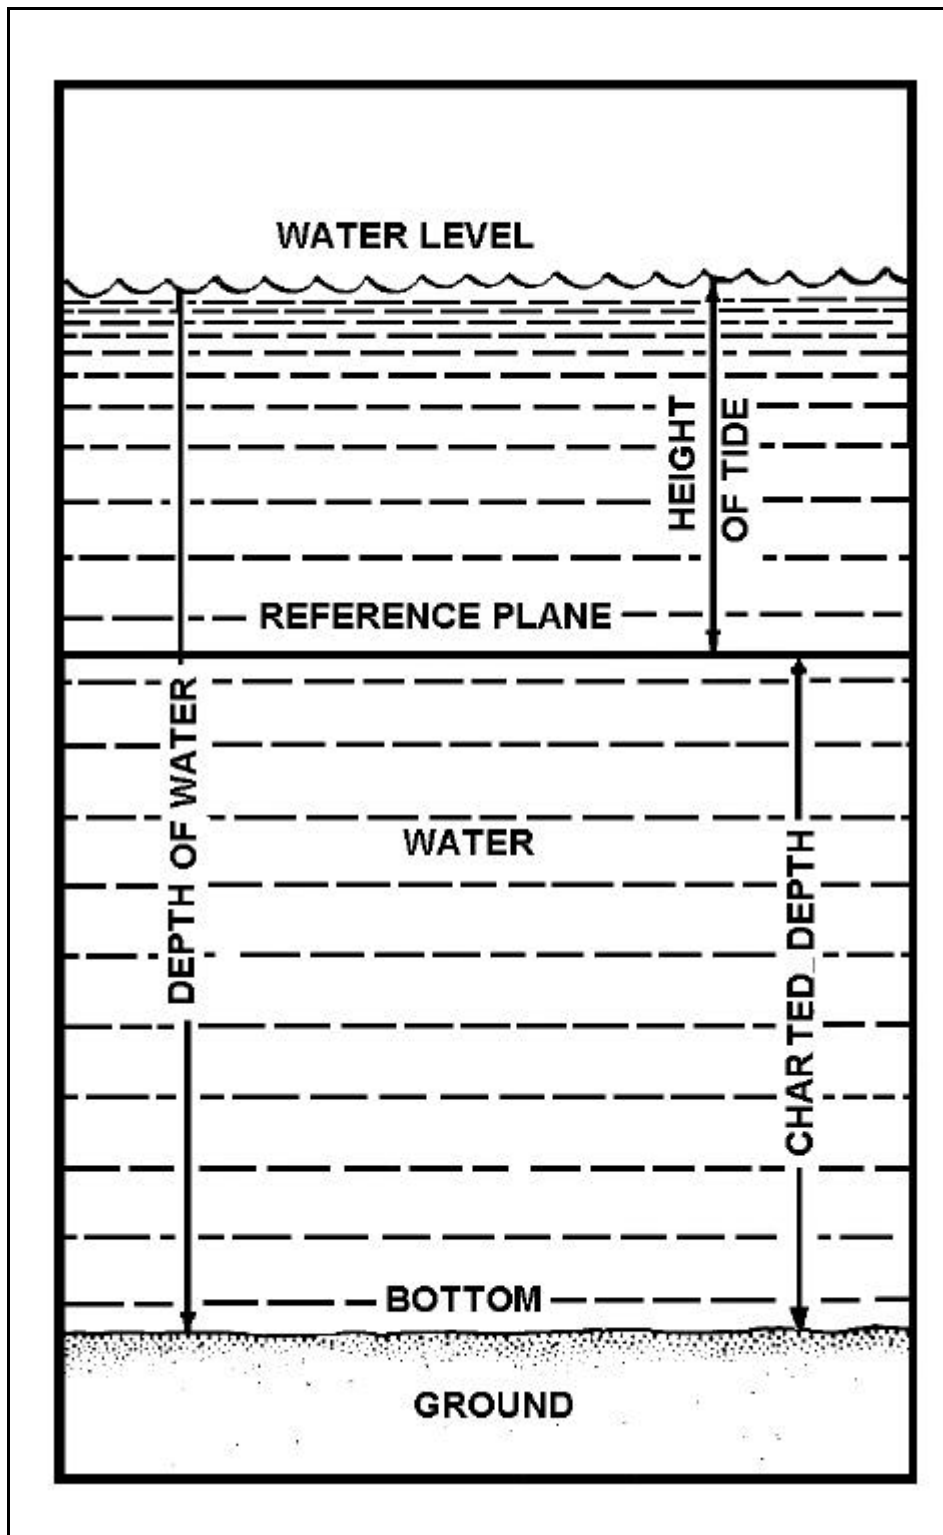 WATER LEVEL
HEIGHT
OF TIDE
REFERENCE PLANE
DEPTH OF WATER
WATER
CHARTED_DEPTH
BOTTOM
GROUND